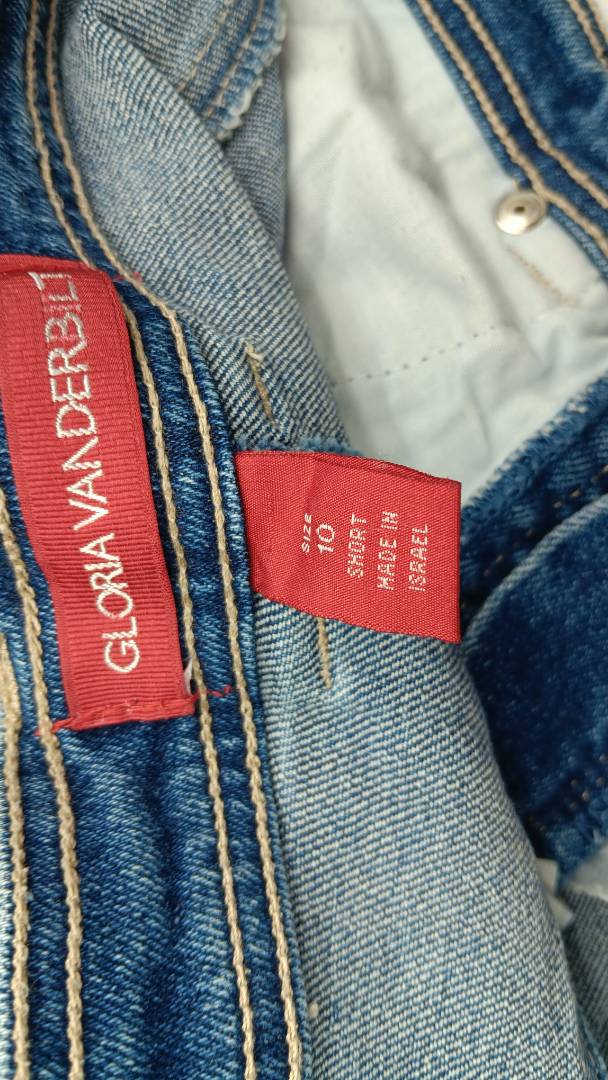 GLORIA VANDERBILT
SIZE
10
SHORT
MADE IN
ISRAEL